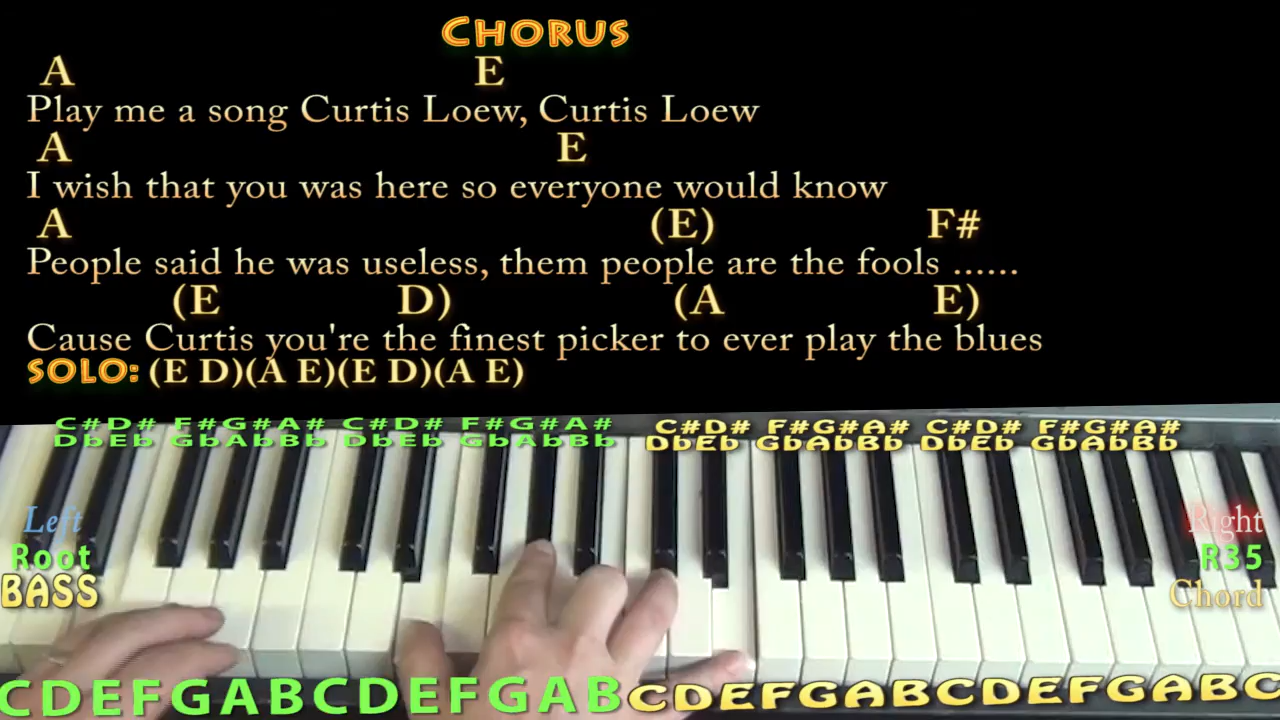 CHORUS
A E
Play me a song Curtis Loew, Curtis Loew
A E
I wish that you was here so everyone would know
A (E) F#
People said he was useless, them people are the fools ......
(E D) (A E)
Cause Curtis you're the finest picker to ever play the blues
SOLO: (E D)(A E)(E D)(A E)
C#D# F#G#A# C#D# F#G#A# C#D# F#G#A# C#D# F#G#A#
DbEb GbAbBb DbEb GbAbBb DbEb GbAbBb DbEb GbAbBb
Left
Root
BASS
Right
R35
Chord
CDEFGABCDEFGABCDEFGABCDEFGABC